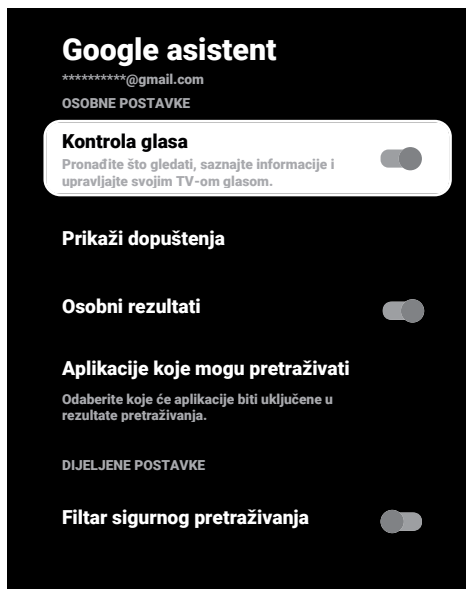 Google asistent
**********@gmail.com
OSOBNE POSTAVKE
Kontrola glasa
Pronađite što gledati, saznajte informacije i
upravljajte svojim TV-om glasom.
Prikaži dopuštenja
Osobni rezultati
Aplikacije koje mogu pretraživati
Odaberite koje će aplikacije biti uključene u
rezultate pretraživanja.
DIJELJENE POSTAVKE
Filtar sigurnog pretraživanja